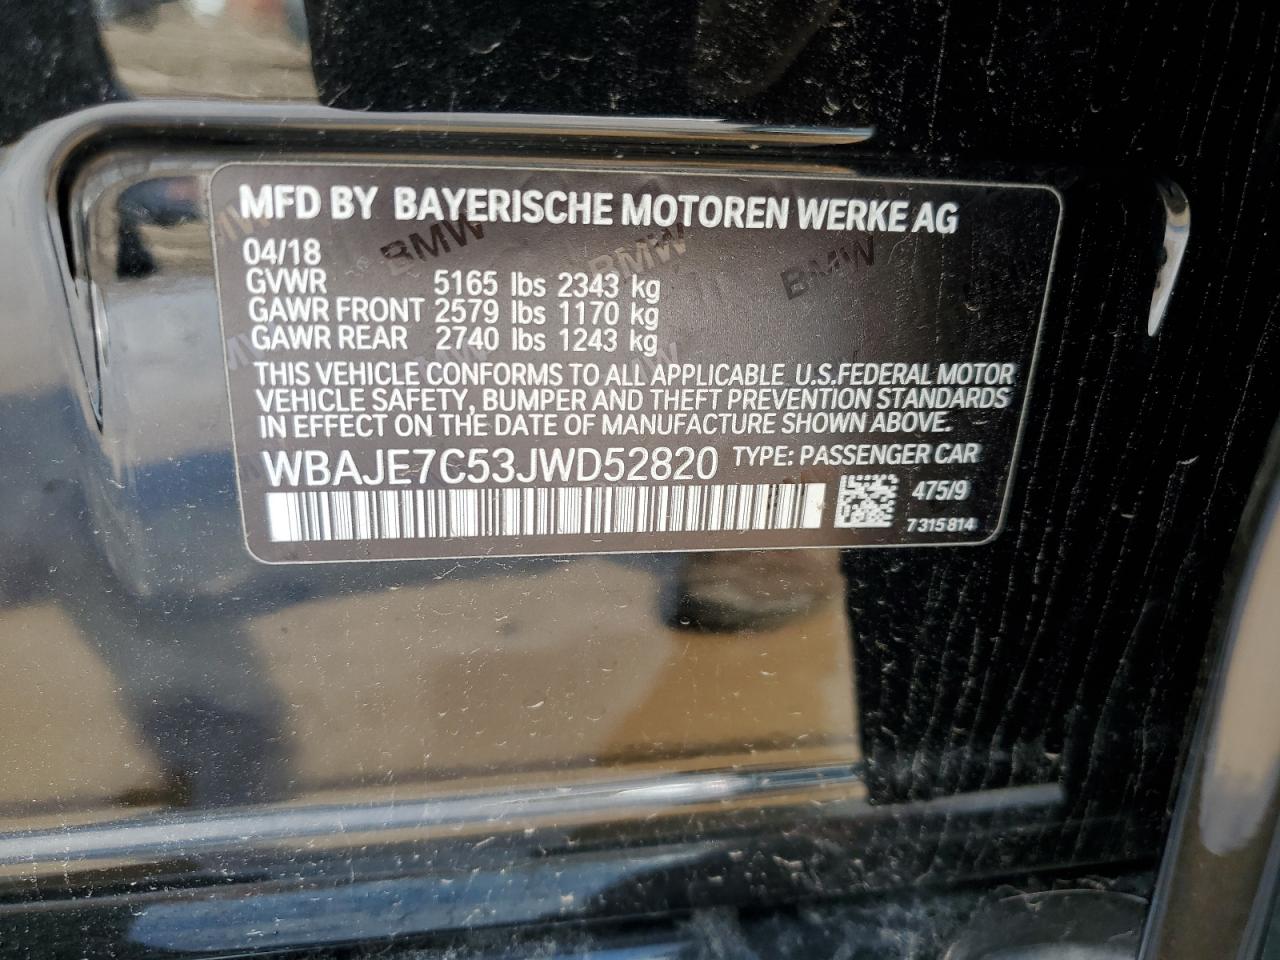 MFD BY BAYERISCHE MOTOREN WERKE AG
04/18
GVWR 5165 lbs 2343 kg
GAWR FRONT 2579 lbs 1170 kg
GAWR REAR 2740 lbs 1243 kg
THIS VEHICLE CONFORMS TO ALL APPLICABLE U.S.FEDERAL MOTOR
VEHICLE SAFETY, BUMPER AND THEFT PREVENTION STANDARDS
IN EFFECT ON THE DATE OF MANUFACTURE SHOWN ABOVE.
WBAJE7C53JWD52820 TYPE: PASSENGER CAR
475/9
7 315 814
BMW
BMW
BMW